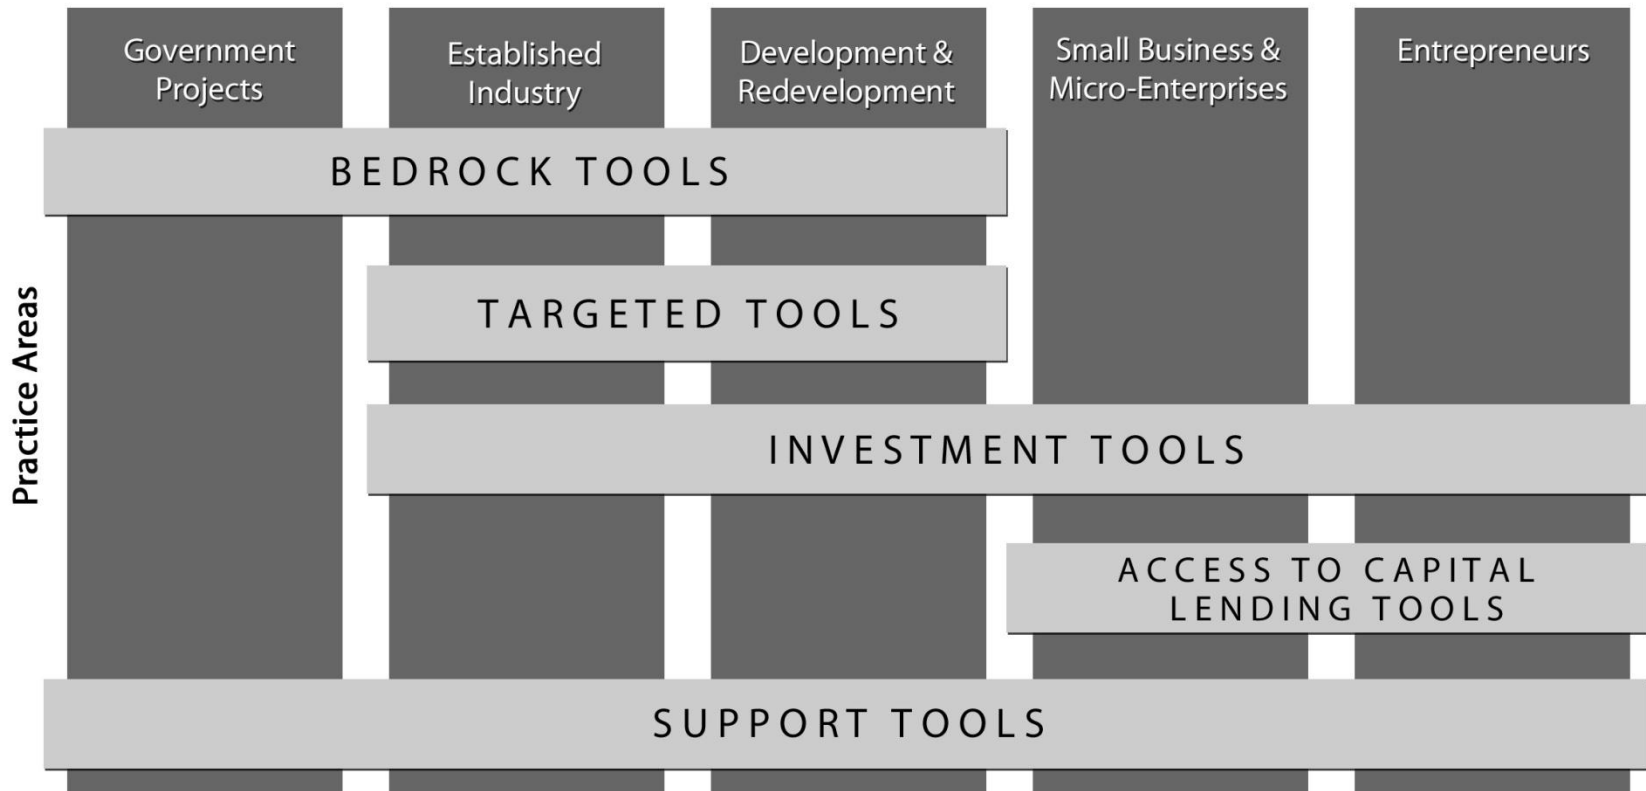 Government
Projects
Established
Industry
Development &
Redevelopment
Small Business &
Micro-Enterprises
Entrepreneurs
Practice Areas
BEDROCK TOOLS
TARGETED TOOLS
INVESTMENT TOOLS
ACCESS TO CAPITAL
LENDING TOOLS
SUPPORT TOOLS